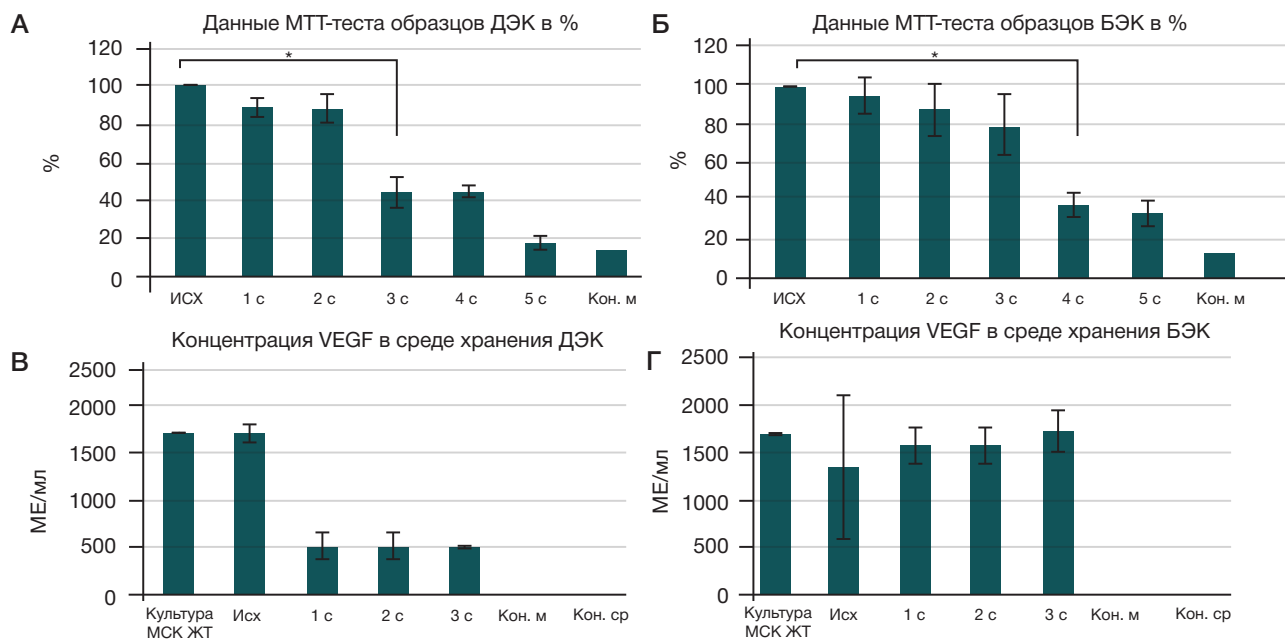 А
Данные МТТ-теста образцов ДЭК в %
120
100
80
60
40
20
0
%
*
ИСХ
1 с
2 с
3 с
4 с
5 с
Кон. м
Б
Данные МТТ-теста образцов БЭК в %
120
100
80
60
40
20
0
%
*
ИСХ
1 с
2 с
3 с
4 с
5 с
Кон. м
В
Концентрация VEGF в среде хранения ДЭК
2500
2000
1500
1000
500
0
МЕ/мл
Культура
МСК ЖТ
Исх
1 с
2 с
3 с
Кон. м
Кон. ср
Г
Концентрация VEGF в среде хранения БЭК
2500
2000
1500
1000
500
0
МЕ/мл
Культура
МСК ЖТ
Исх
1 с
2 с
3 с
Кон. м
Кон. ср